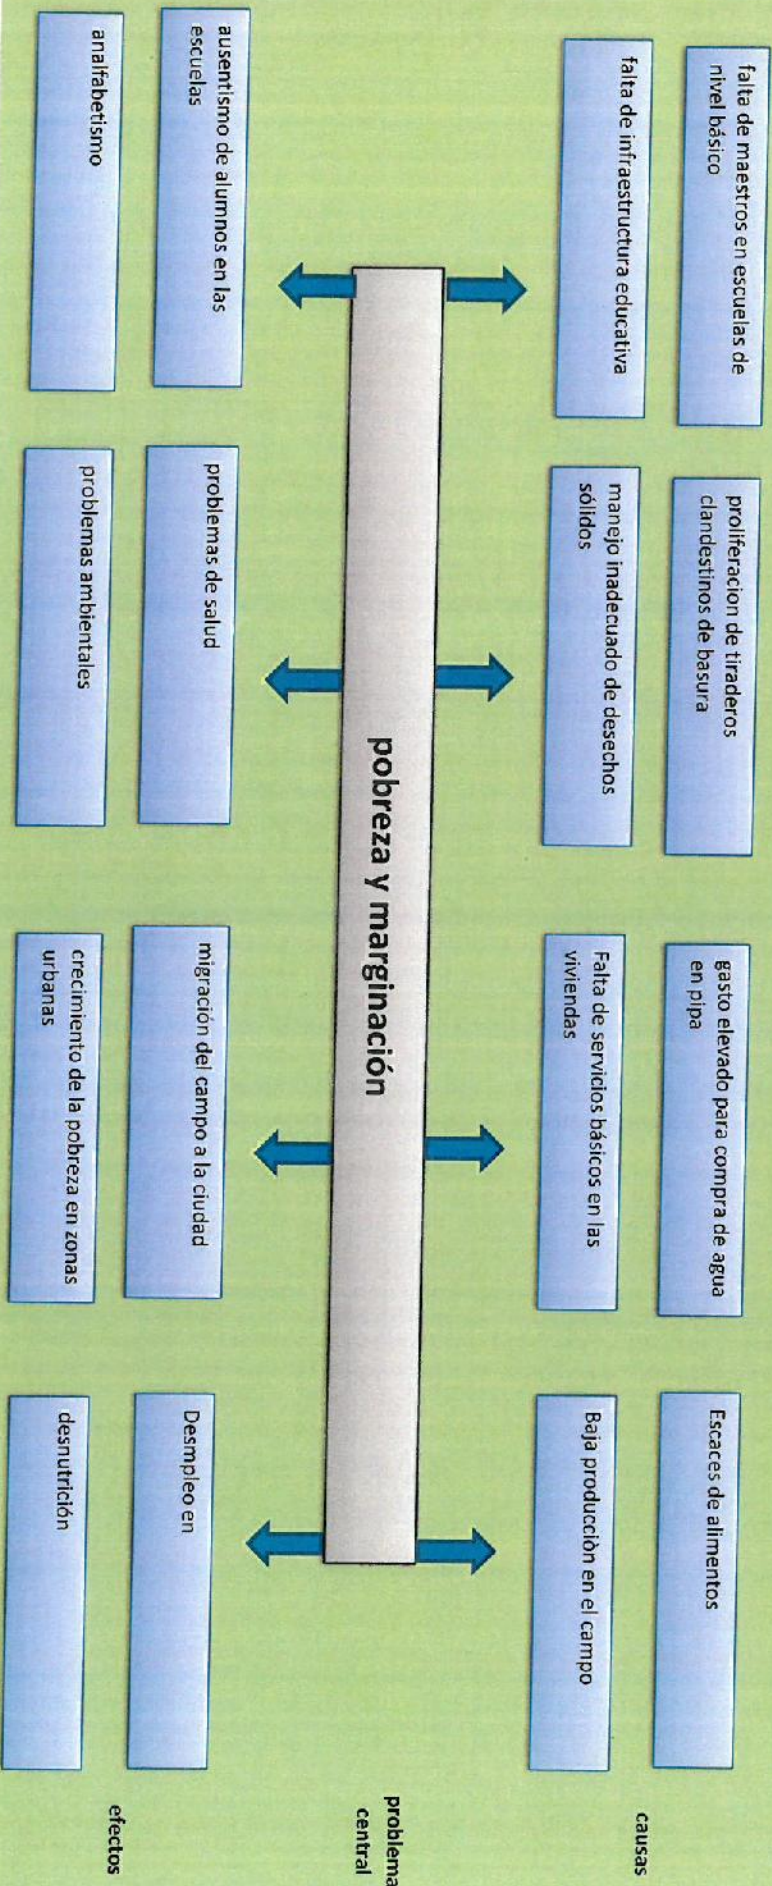 falta de maestros en escuelas de
nivel básico
proliferacion de tiraderos
clandestinos de basura
gasto elevado para compra de agua
en pipa
Escaces de alimentos
falta de infraestructura educativa
manejo inadecuado de desechos
sólidos
Falta de servicios básicos en las
viviendas
Baja producciòn en el campo
causas
pobreza y marginación
problema
central
ausentismo de alumnos en las
escuelas
problemas de salud
migración del campo a la ciudad
Desmpleo en
analfabetismo
problemas ambientales
crecimiento de la pobreza en zonas
urbanas
desnutrición
efectos